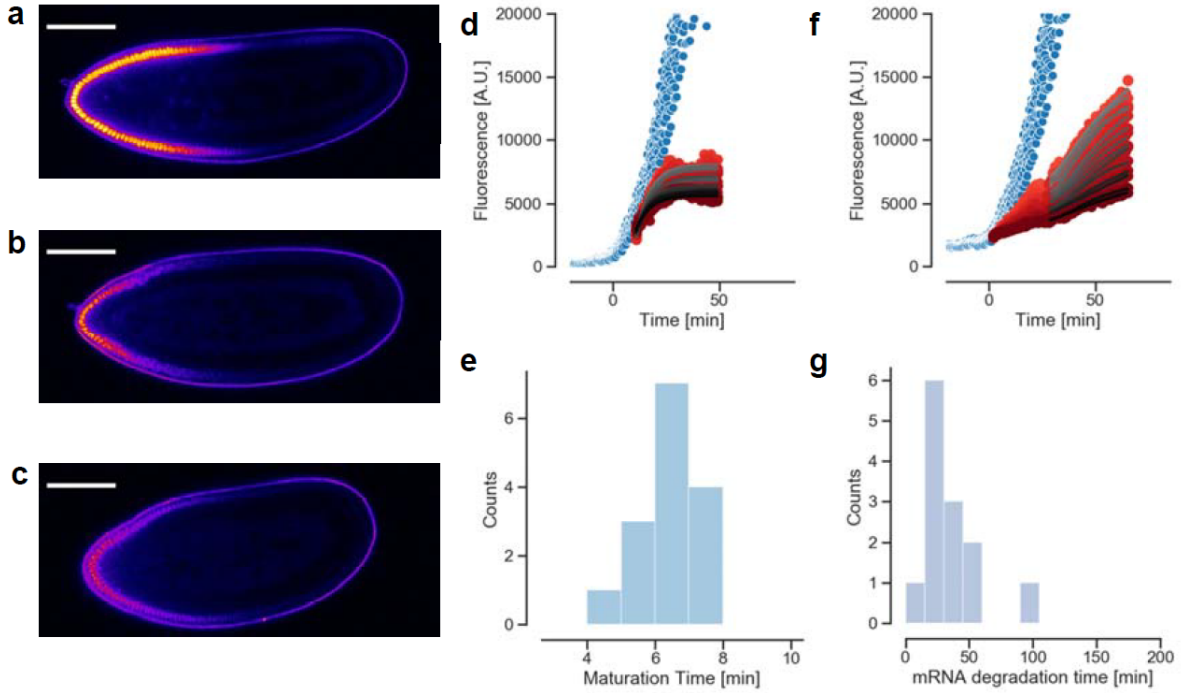 a
b
c
d
20000
15000
10000
5000
0
Fluorescence [A.U.]
0
50
Time [min]
f
20000
15000
10000
5000
0
Fluorescence [A.U.]
0
50
Time [min]
e
6
4
2
0
Counts
4
6
8
10
Maturation Time [min]
g
6
5
4
3
2
1
0
Counts
0
50
100
150
200
mRNA degradation time [min]